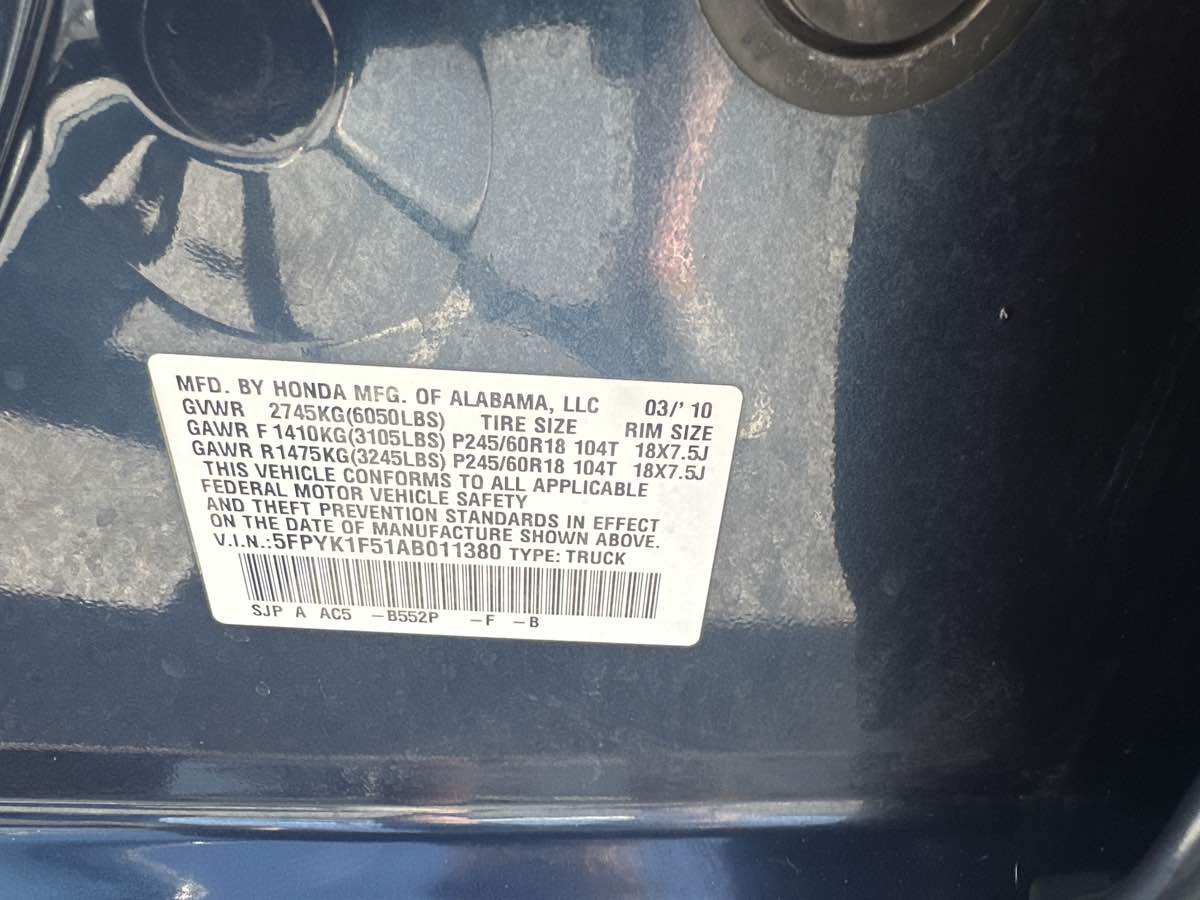 MFD. BY HONDA MFG. OF ALABAMA, LLC 03/'10
GVWR 2745KG(6050LBS) TIRE SIZE RIM SIZE
GAWR F 1410KG(3105LBS) P245/60R18 104T 18X7.5J
GAWR R1475KG(3245LBS) P245/60R18 104T 18X7.5J
THIS VEHICLE CONFORMS TO ALL APPLICABLE
FEDERAL MOTOR VEHICLE SAFETY
AND THEFT PREVENTION STANDARDS IN EFFECT
ON THE DATE OF MANUFACTURE SHOWN ABOVE.
V.I.N.:5FPYK1F51AB011380 TYPE: TRUCK
SJP A AC5 -B552P -F -B